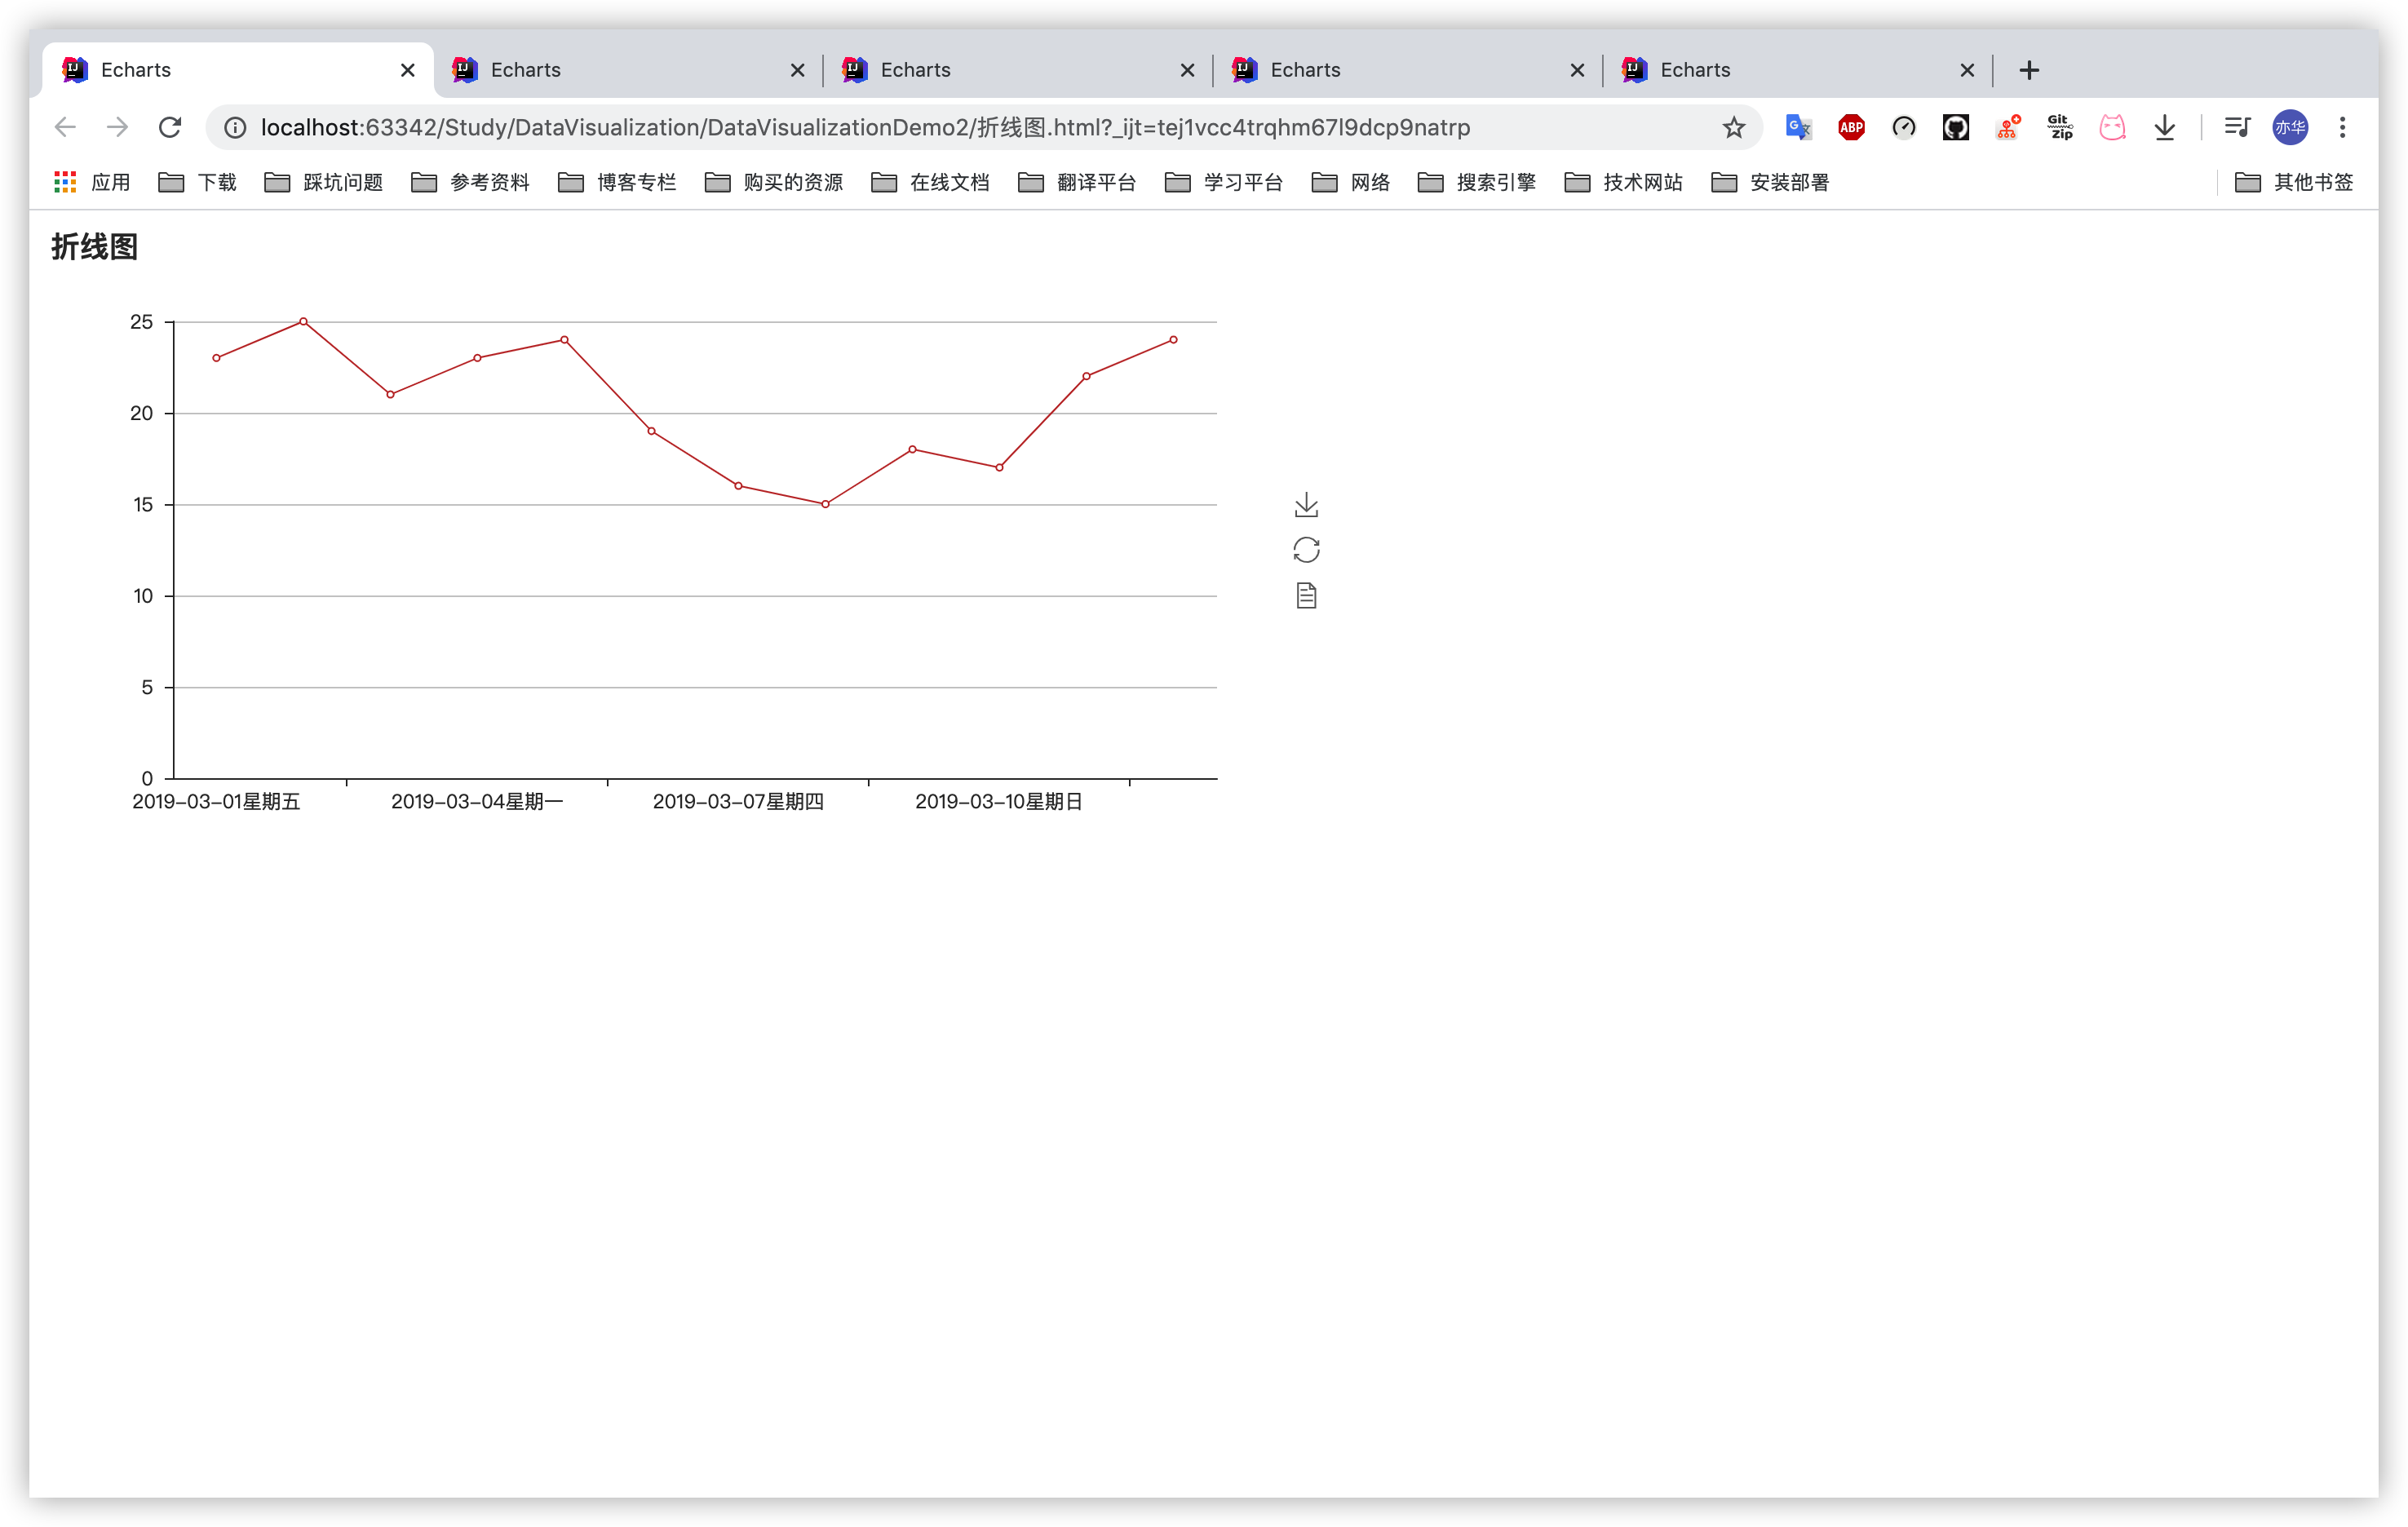 Echarts Echarts Echarts Echarts Echarts
localhost:63342/Study/DataVisualization/DataVisualizationDemo2/折线图.html?_ijt=tej1vcc4trqhm67l9dcp9natrp ABP Git Zip 亦华
应用 下载 踩坑问题 参考资料 博客专栏 购买的资源 在线文档 翻译平台 学习平台 网络 搜索引擎 技术网站 安装部署 其他书签
折线图
25
20
15
10
5
0
2019-03-01星期五 2019-03-04星期一 2019-03-07星期四 2019-03-10星期日